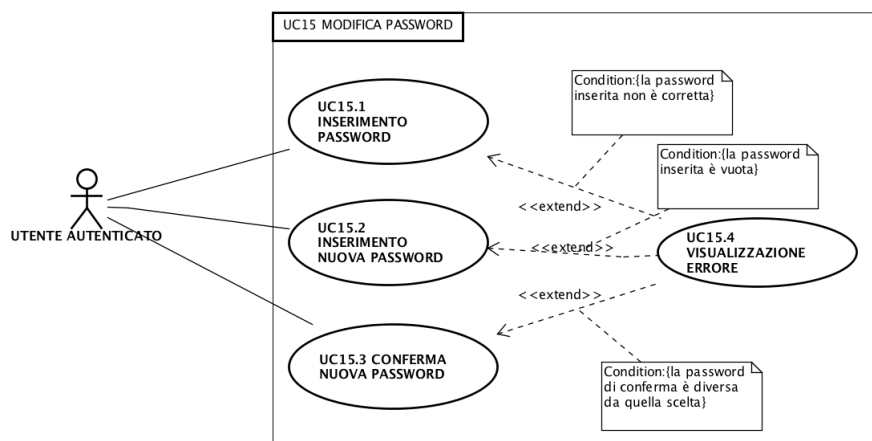 UC15 MODIFICA PASSWORD
Condition:{la password
inserita non è corretta}
UC15.1
INSERIMENTO
PASSWORD
Condition:{la password
inserita è vuota}
<<extend>>
UTENTE AUTENTICATO
UC15.2
INSERIMENTO
NUOVA PASSWORD
<<extend>>
UC15.4
VISUALIZZAZIONE
ERRORE
<<extend>>
UC15.3 CONFERMA
NUOVA PASSWORD
Condition:{la password
di conferma è diversa
da quella scelta}